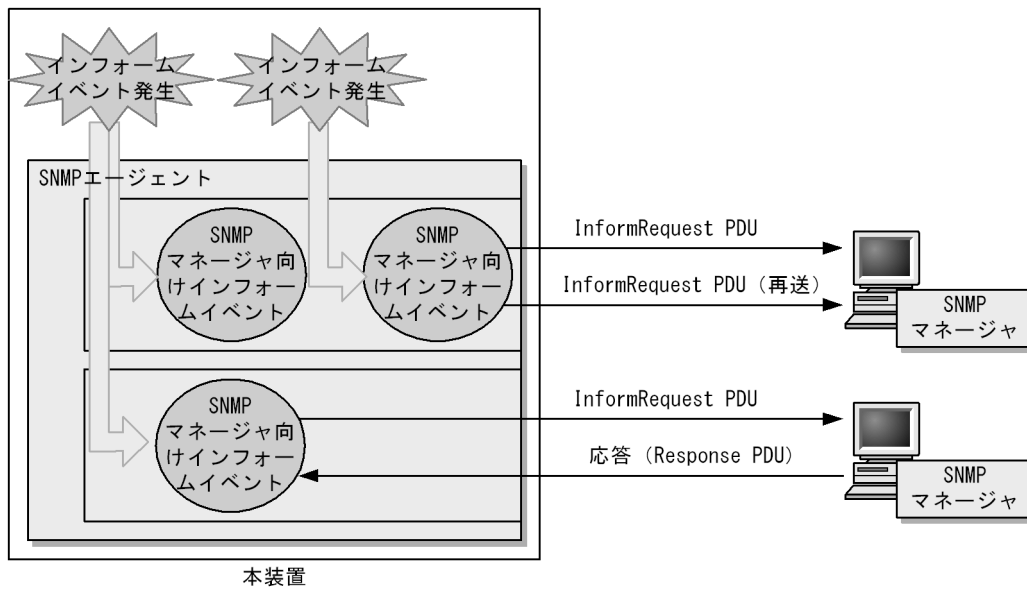 インフォーム
イベント発生
インフォーム
イベント発生
SNMPエージェント
SNMP
マネージャ向
けインフォー
ムイベント
SNMP
マネージャ向
けインフォー
ムイベント
InformRequest PDU
InformRequest PDU（再送）
SNMP
マネージャ
SNMP
マネージャ向
けインフォー
ムイベント
InformRequest PDU
応答（Response PDU）
SNMP
マネージャ
本装置